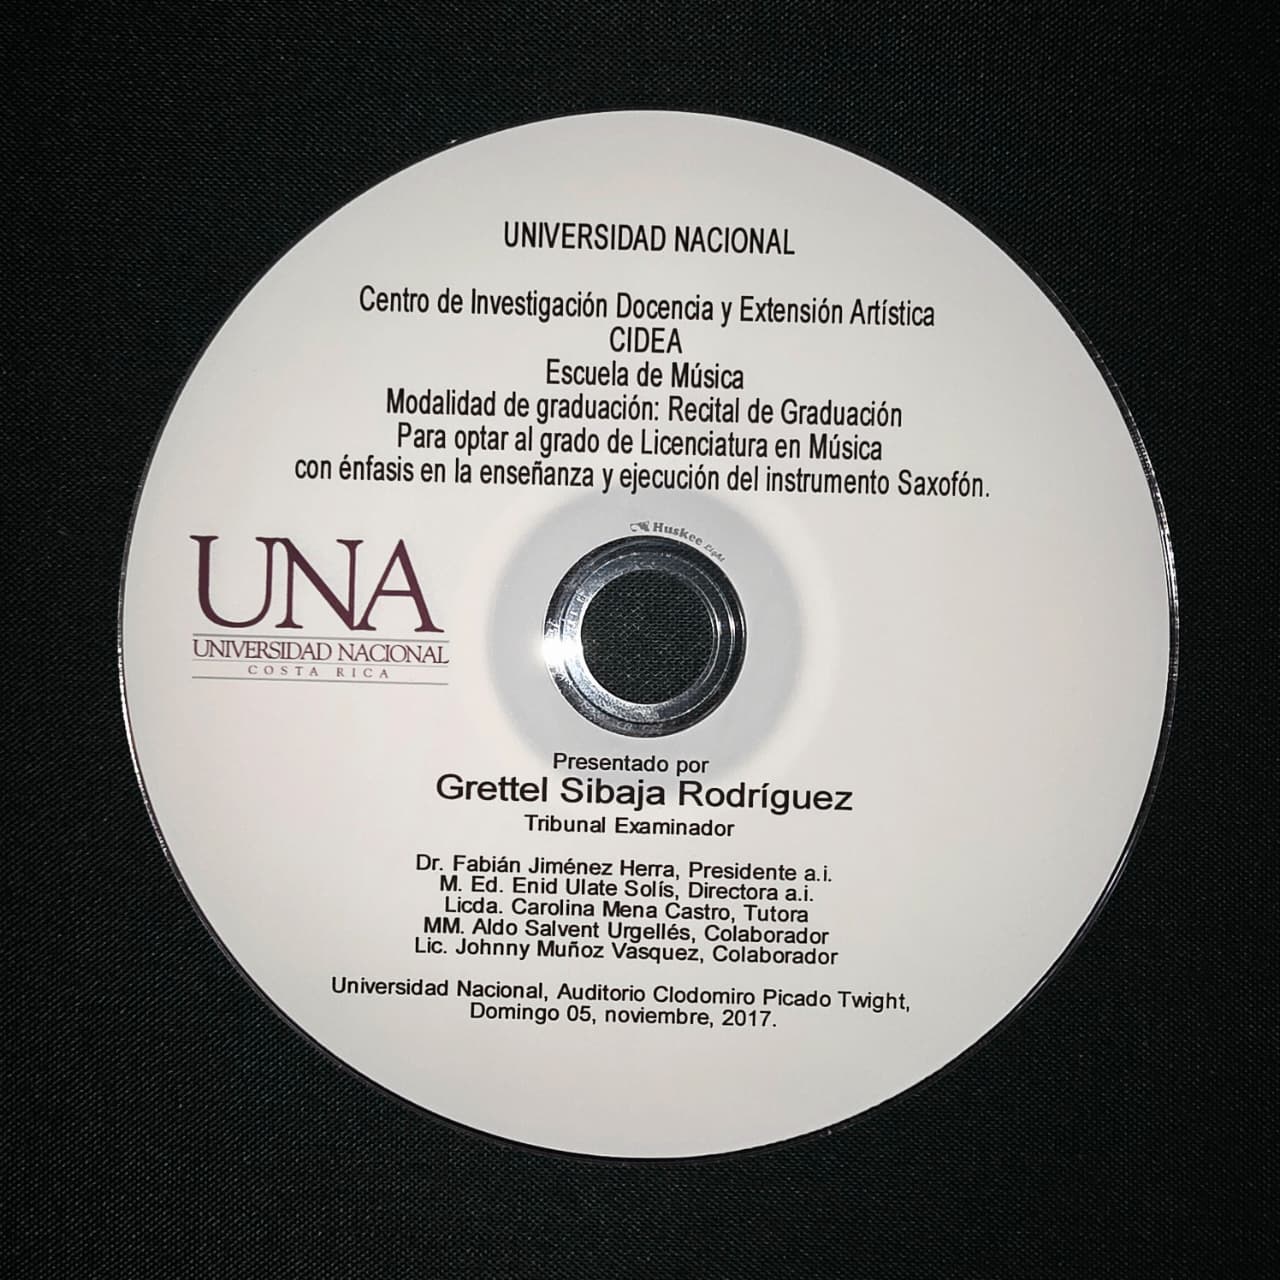 UNIVERSIDAD NACIONAL
Centro de Investigación Docencia y Extensión Artística
CIDEA
Escuela de Música
Modalidad de graduación: Recital de Graduación
Para optar al grado de Licenciatura en Música
con énfasis en la enseñanza y ejecución del instrumento Saxofón.
Huskee Light
UNA
UNIVERSIDAD NACIONAL
COSTA RICA
Presentado por
Grettel Sibaja Rodríguez
Tribunal Examinador
Dr. Fabián Jiménez Herra, Presidente a.i.
M. Ed. Enid Ulate Solís, Directora a.i.
Licda. Carolina Mena Castro, Tutora
MM. Aldo Salvent Urgellés, Colaborador
Lic. Johnny Muñoz Vasquez, Colaborador
Universidad Nacional, Auditorio Clodomiro Picado Twight,
Domingo 05, noviembre, 2017.